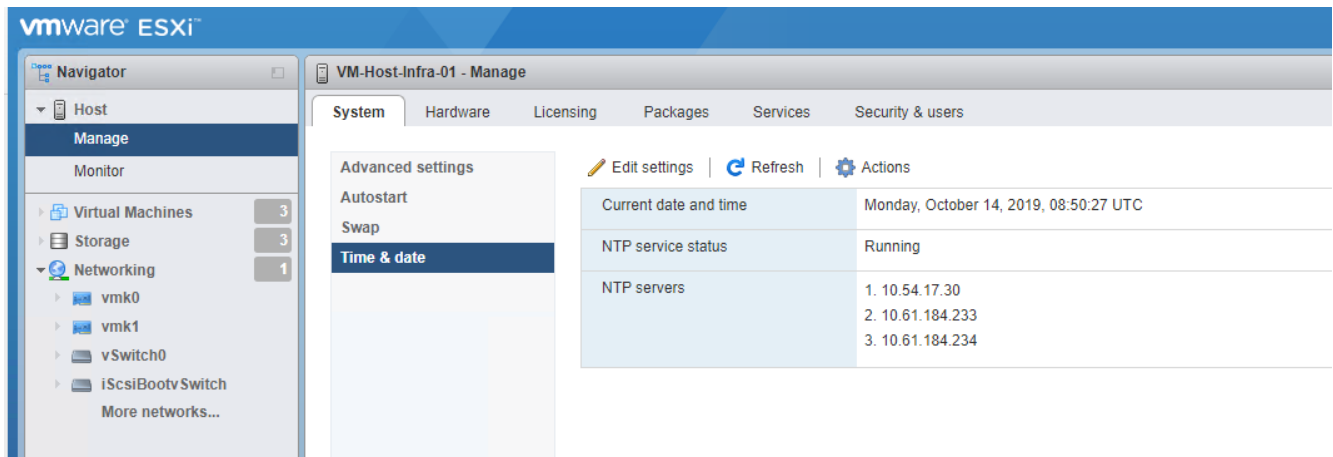 vmware® ESXi™
Navigator
Host
Manage
Monitor
Virtual Machines 3
Storage 3
Networking 1
vmk0
vmk1
vSwitch0
iScsiBootvSwitch
More networks...
VM-Host-Infra-01 - Manage
System Hardware Licensing Packages Services Security & users
Advanced settings
Autostart
Swap
Time & date
Edit settings | Refresh | Actions
Current date and time Monday, October 14, 2019, 08:50:27 UTC
NTP service status Running
NTP servers 1. 10.54.17.30
2. 10.61.184.233
3. 10.61.184.234